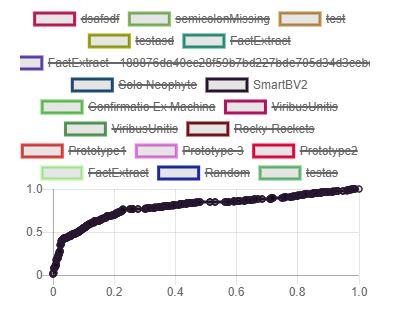 dsafsdf semicolonMissing test
testasd FactExtract
Solo-Neophyte SmartBV2
Confirmatio Ex Machina ViribusUnitis
ViribusUnitis Rocky-Rockets
Prototype1 Prototype 3 Prototype2
FactExtract Random testas
1.0
0.5
0
0 0.2 0.4 0.6 0.8 1.0